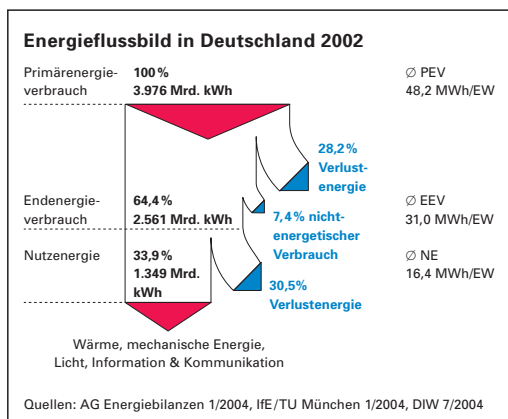 Energieflussbild in Deutschland 2002
Primärenergie- 100 % Ø PEV
verbrauch 3.976 Mrd. kWh 48,2 MWh/EW
28,2 %
Verlust-
energie
Endenergie- 64,4 % Ø EEV
verbrauch 2.561 Mrd. kWh 31,0 MWh/EW
7,4 % nicht-
energetischer
Verbrauch
Nutzenergie 33,9 % Ø NE
1.349 Mrd. 16,4 MWh/EW
kWh
30,5%
Verlustenergie
Wärme, mechanische Energie,
Licht, Information & Kommunikation
Quellen: AG Energiebilanzen 1/2004, IfE/TU München 1/2004, DIW 7/2004